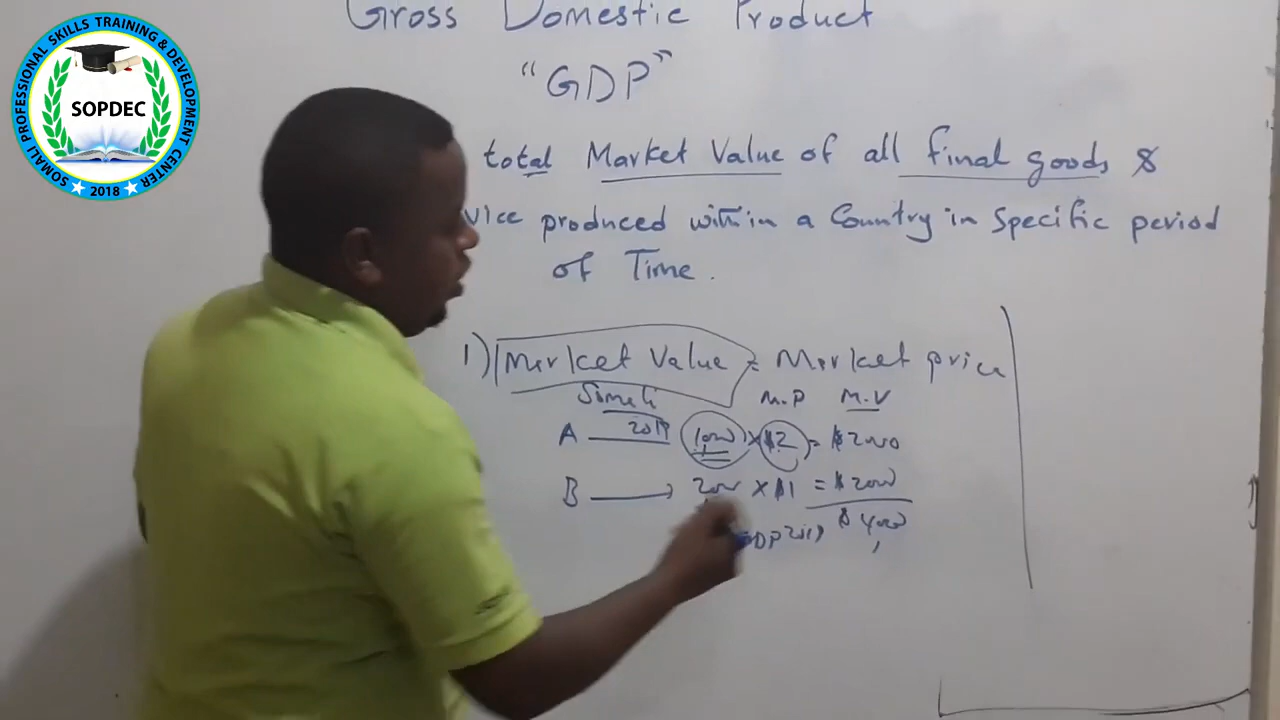 SOMALI PROFESSIONAL SKILLS TRAINING & DEVELOPMENT CENTER
SOPDEC
2018
Gross Domestic Product
"GDP"
total Market Value of all final goods &
vice produced within a Country in Specific period
of Time.
1) Market Value = Market price
Somali M.P M.V
A 2019 1000 x $2 = $2000
B 2000 x $1 = $2000
GDP 2019 $4000